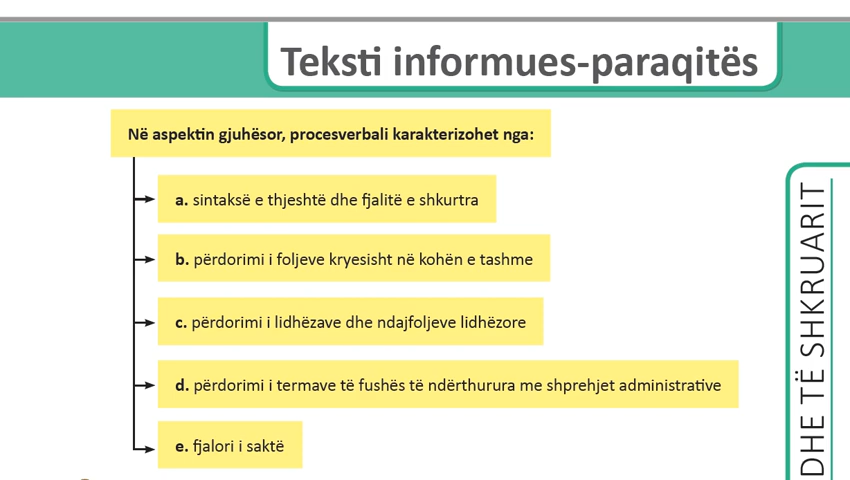 Teksti informues-paraqitës
Në aspektin gjuhësor, procesverbali karakterizohet nga:
a. sintaksë e thjeshtë dhe fjalitë e shkurtra
b. përdorimi i foljeve kryesisht në kohën e tashme
c. përdorimi i lidhëzave dhe ndajfoljeve lidhëzore
d. përdorimi i termave të fushës të ndërthurura me shprehjet administrative
e. fjalori i saktë
DHE TË SHKRUARIT